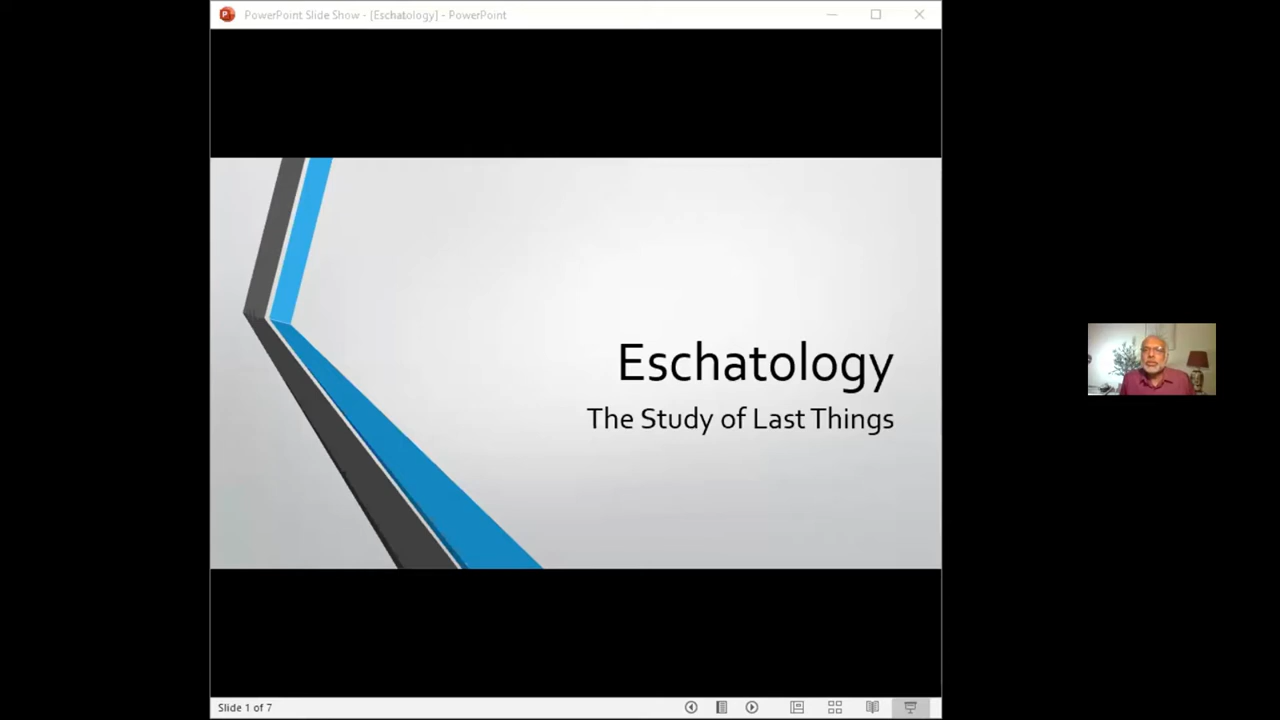 PowerPoint Slide Show - [Eschatology] - PowerPoint
Eschatology
The Study of Last Things
Slide 1 of 7